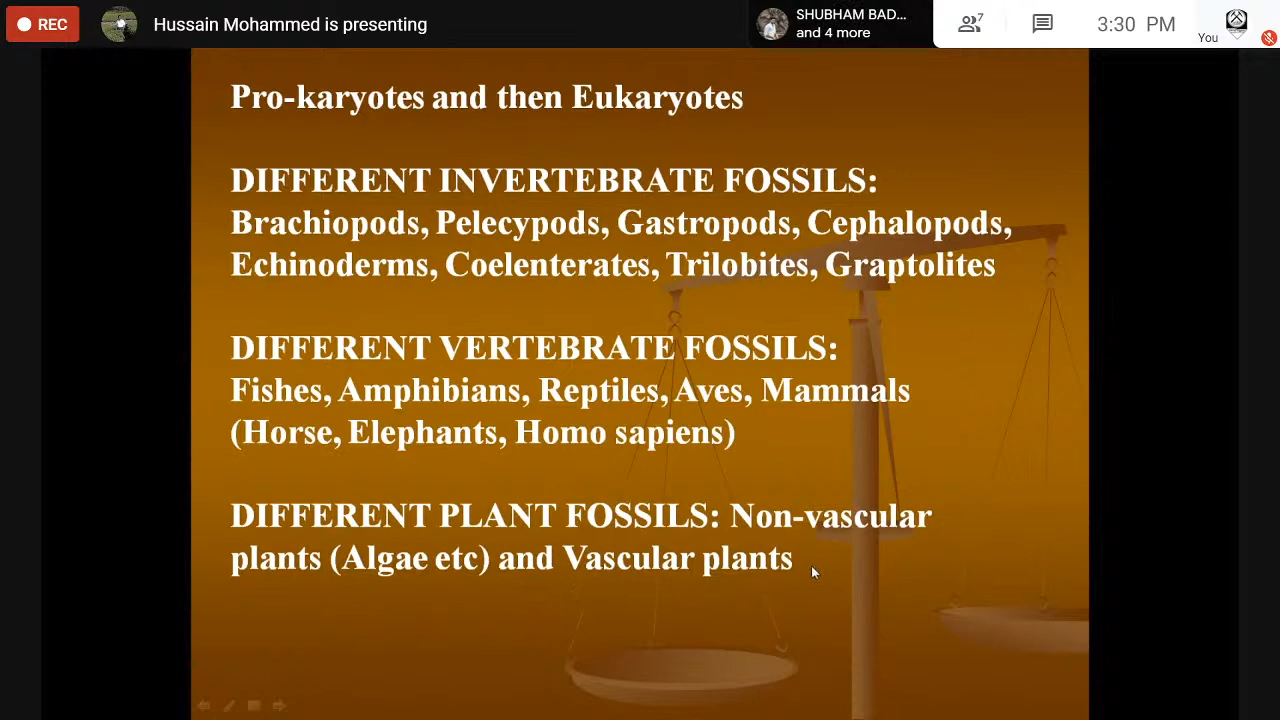 REC
Hussain Mohammed is presenting
SHUBHAM BAD...
and 4 more
7
3:30 PM
You
Pro-karyotes and then Eukaryotes
DIFFERENT INVERTEBRATE FOSSILS:
Brachiopods, Pelecypods, Gastropods, Cephalopods,
Echinoderms, Coelenterates, Trilobites, Graptolites
DIFFERENT VERTEBRATE FOSSILS:
Fishes, Amphibians, Reptiles, Aves, Mammals
(Horse, Elephants, Homo sapiens)
DIFFERENT PLANT FOSSILS: Non-vascular
plants (Algae etc) and Vascular plants